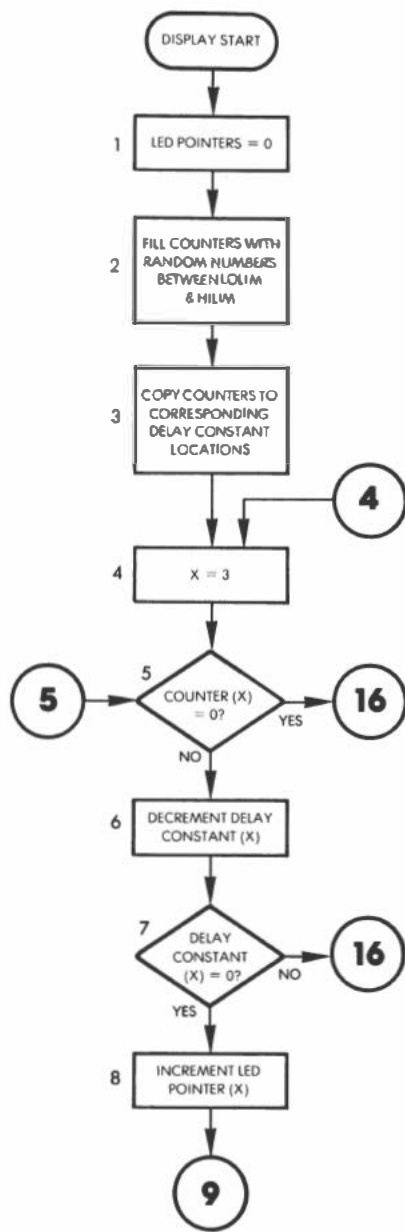 DISPLAY START
1
LED POINTERS = 0
2
FILL COUNTERS WITH
RANDOM NUMBERS
BETWEEN LOLIM
& HILIM
3
COPY COUNTERS TO
CORRESPONDING
DELAY CONSTANT
LOCATIONS
4
4
X = 3
5
5
COUNTER (X)
= 0?
YES
16
NO
6
DECREMENT DELAY
CONSTANT (X)
7
DELAY
CONSTANT
(X) = 0?
NO
16
YES
8
INCREMENT LED
POINTER (X)
9